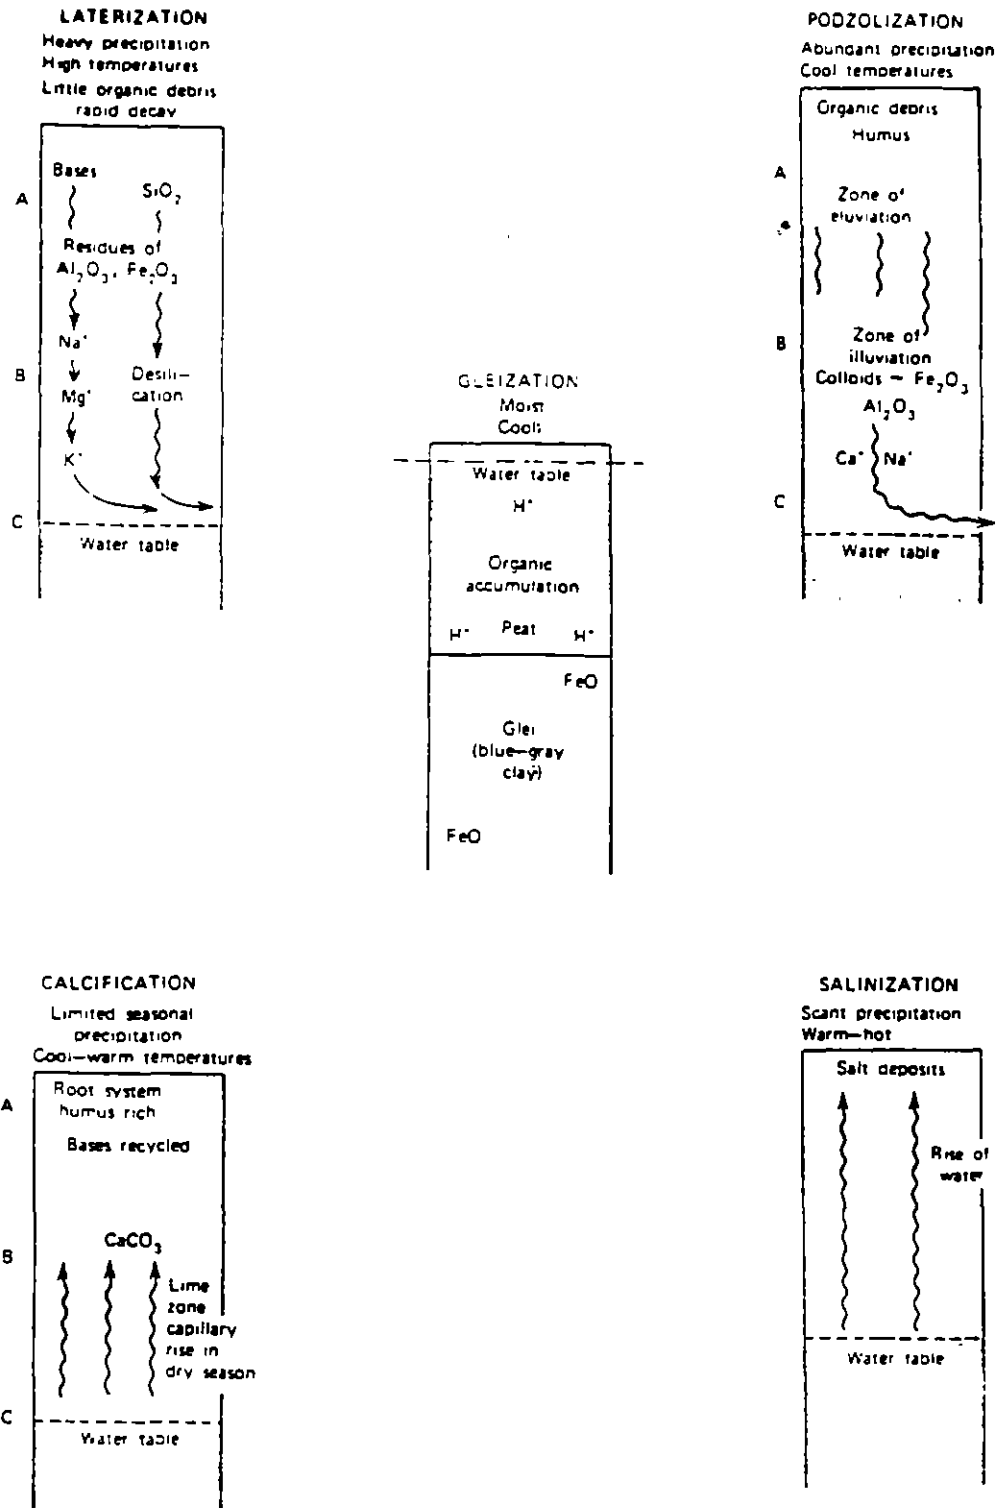 LATERIZATION
Heavy precipitation
High temperatures
Little organic debris
rapid decay
Bases
A
SiO₂
Residues of
Al₂O₃, Fe₂O₃
Na⁺
B
Desili-
cation
Mg⁺
K⁺
C
Water table
PODZOLIZATION
Abundant precipitation
Cool temperatures
Organic debris
Humus
A
Zone of
eluviation
B
Zone of
illuviation
Colloids – Fe₂O₃
Al₂O₃
Ca⁺ Na⁺
C
Water table
GLEIZATION
Moist
Cool
Water table
H⁺
Organic
accumulation
H⁺ Peat H⁺
FeO
Glei
(blue–gray
clay)
FeO
CALCIFICATION
Limited seasonal
precipitation
Cool–warm temperatures
A
Root system
humus rich
Bases recycled
B
CaCO₃
Lime
zone
capillary
rise in
dry season
C
Water table
SALINIZATION
Scant precipitation
Warm–hot
Salt deposits
Rise of
water
Water table